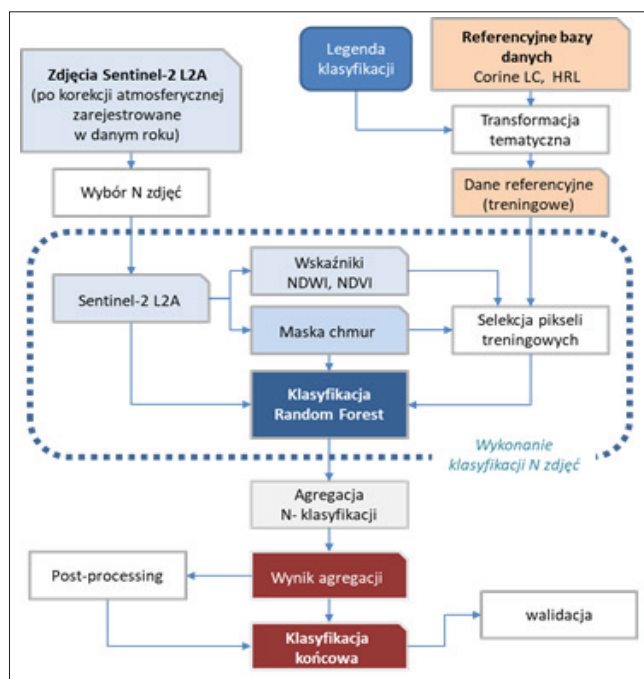 Zdjęcia Sentinel-2 L2A
(po korekcji atmosferycznej
zarejestrowane
w danym roku)
Legenda
klasyfikacji
Referencyjne bazy
danych
Corine LC, HRL
Transformacja
tematyczna
Wybór N zdjęć
Dane referencyjne
(treningowe)
Sentinel-2 L2A
Wskaźniki
NDWI, NDVI
Maska chmur
Selekcja pikseli
treningowych
Klasyfikacja
Random Forest
Wykonanie
klasyfikacji N zdjęć
Agregacja
N- klasyfikacji
Post-processing
Wynik agregacji
Klasyfikacja
końcowa
walidacja